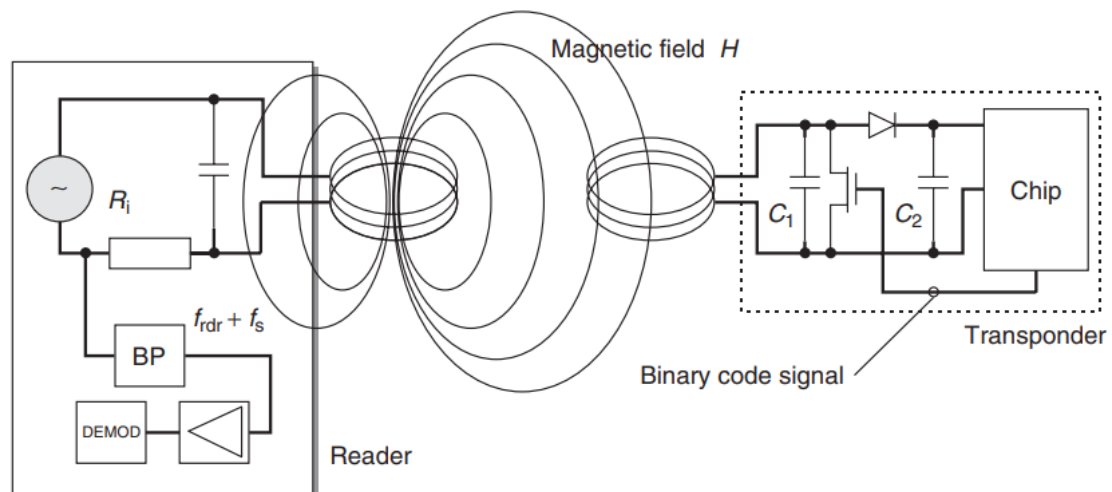 Magnetic field H
~
Ri
C1
C2
Chip
frdr + fs
BP
Transponder
Binary code signal
DEMOD
Reader